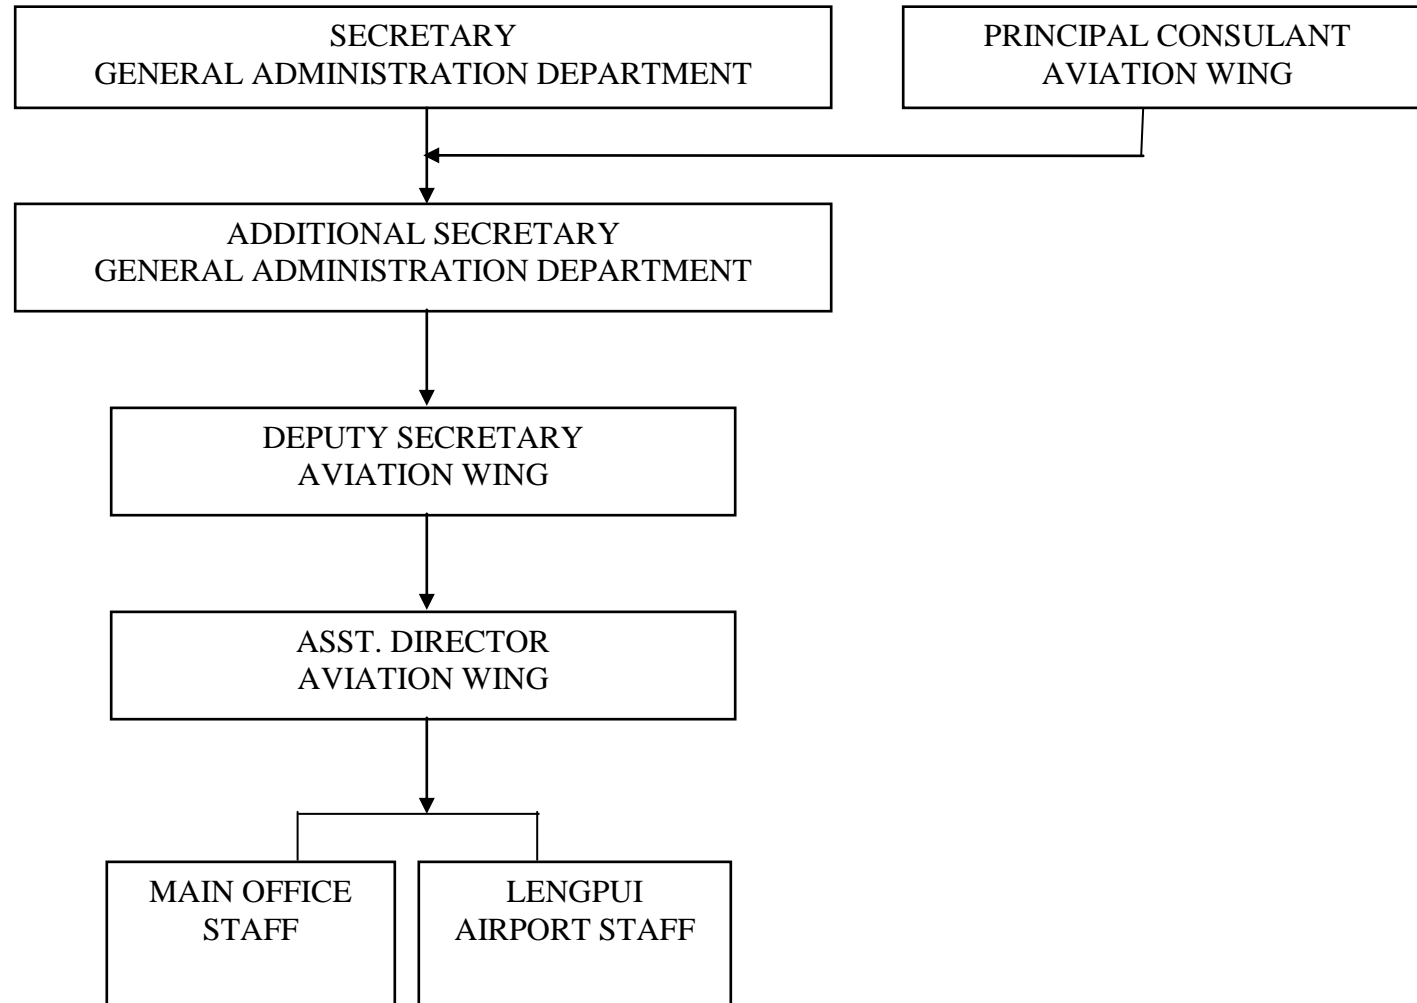 SECRETARY
GENERAL ADMINISTRATION DEPARTMENT
PRINCIPAL CONSULANT
AVIATION WING
ADDITIONAL SECRETARY
GENERAL ADMINISTRATION DEPARTMENT
DEPUTY SECRETARY
AVIATION WING
ASST. DIRECTOR
AVIATION WING
MAIN OFFICE
STAFF
LENGPUI
AIRPORT STAFF